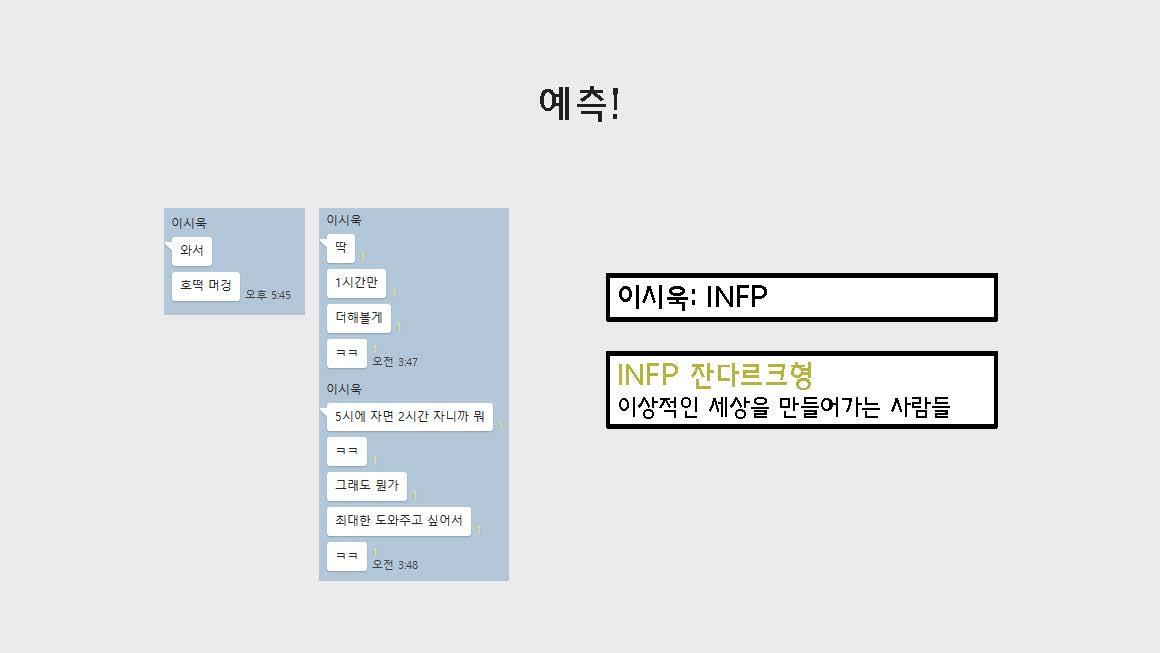 예측!
이시욱
와서
호떡 머겅
오후 5:45
이시욱
딱
1
1시간만
1
더해볼게
1
ㅋㅋ
1
오전 3:47
이시욱
5시에 자면 2시간 자니까 뭐
1
ㅋㅋ
1
그래도 뭔가
1
최대한 도와주고 싶어서
1
ㅋㅋ
1
오전 3:48
이시욱: INFP
INFP 잔다르크형
이상적인 세상을 만들어가는 사람들